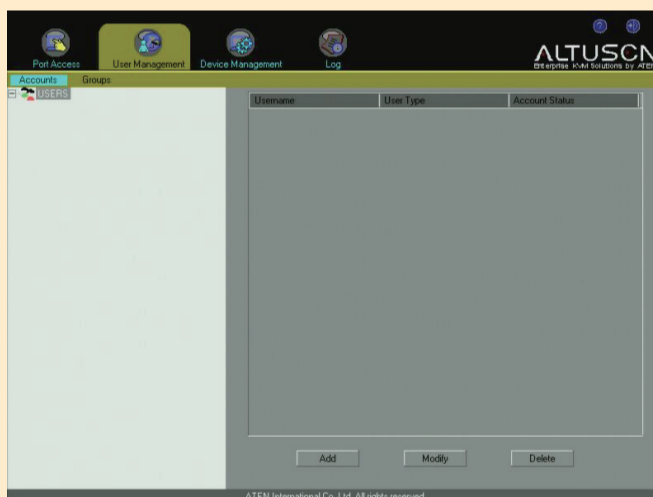 Port Access
User Management
Device Management
Log
ALTUSCN
Enterprise KVM Solutions by ATEN
Accounts
Groups
USERS
Username
User Type
Account Status
Add
Modify
Delete
ATEN International Co. Ltd. All rights reserved.